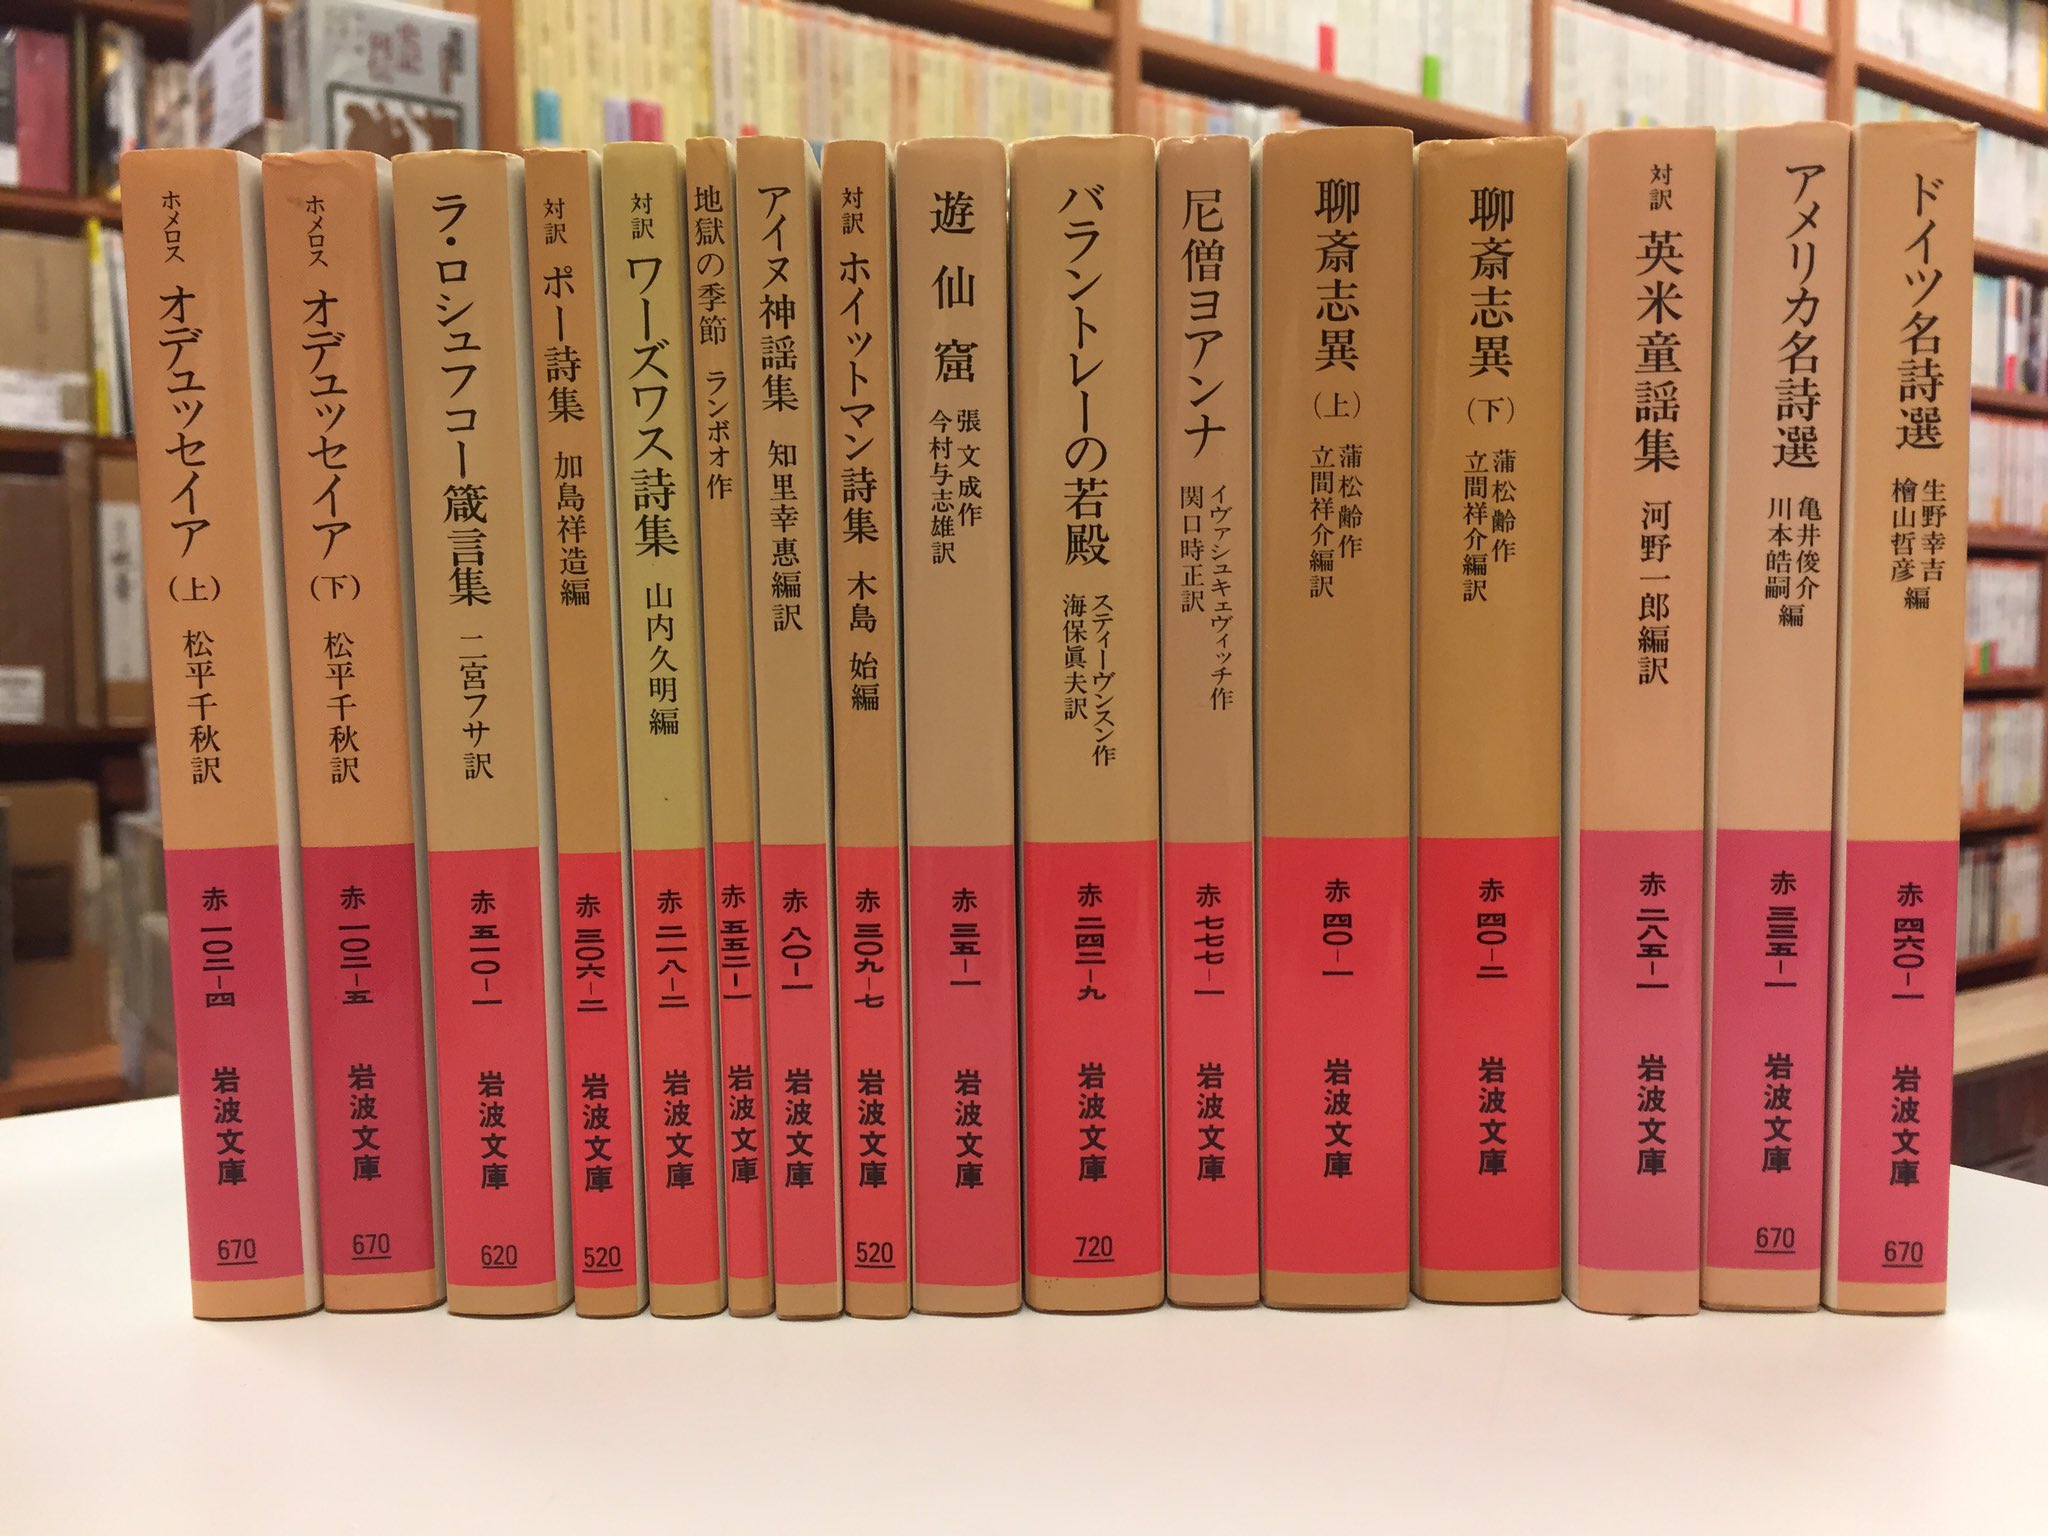 ホメロス オデュッセイア（上） 松平千秋訳
赤一〇二-四
岩波文庫
670
ホメロス オデュッセイア（下） 松平千秋訳
赤一〇二-五
岩波文庫
670
ラ・ロシュフコー箴言集 二宮フサ訳
赤五一〇-一
岩波文庫
620
対訳 ポー詩集 加島祥造編
赤三〇六-二
岩波文庫
520
対訳 ワーズワス詩集 山内久明編
赤二一八-二
岩波文庫
地獄の季節 ランボオ作
赤五五二-一
岩波文庫
アイヌ神謡集 知里幸惠編訳
赤八〇-一
岩波文庫
対訳 ホイットマン詩集 木島 始編
赤三〇九-七
岩波文庫
520
遊仙窟
張文成作
今村与志雄訳
赤三五-一
岩波文庫
バラントレーの若殿
スティーヴンスン作
海保眞夫訳
赤二四二-九
岩波文庫
720
尼僧ヨアンナ
イヴァシュキェヴィッチ作
関口時正訳
赤七七七-一
岩波文庫
聊斎志異（上）
蒲松齢作
立間祥介編訳
赤四〇-一
岩波文庫
聊斎志異（下）
蒲松齢作
立間祥介編訳
赤四〇-二
岩波文庫
対訳 英米童謡集 河野一郎編訳
赤二八五-一
岩波文庫
アメリカ名詩選
亀井俊介
川本皓嗣 編
赤三三五-一
岩波文庫
670
ドイツ名詩選
生野幸吉
檜山哲彦 編
赤四六〇-一
岩波文庫
670